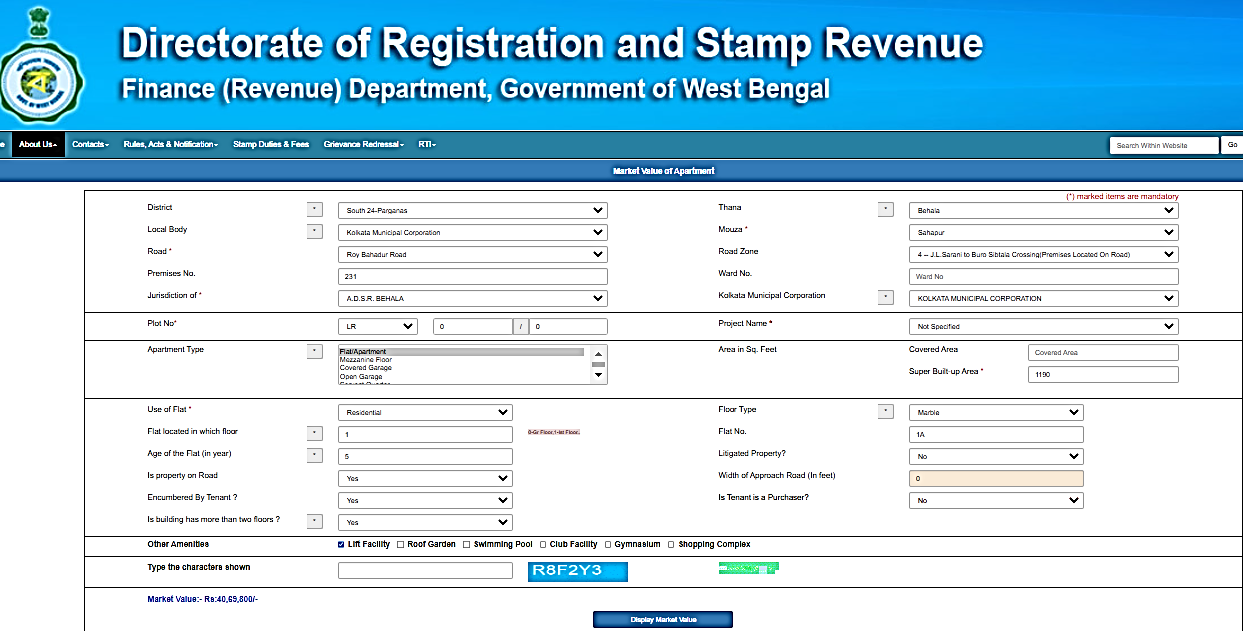 Directorate of Registration and Stamp Revenue
Finance (Revenue) Department, Government of West Bengal
e About Us Contacts Rules, Acts & Notification Stamp Duties & Fees Grievance Redressal RTI Search Within Website Go
Market Value of Apartment
(*) marked items are mandatory
District * South 24-Parganas Thana * Behala
Local Body * Kolkata Municipal Corporation Mouza * Sahapur
Road * Roy Bahadur Road Road Zone 4 -- J.L.Sarani to Buro Sibtala Crossing(Premises Located On Road)
Premises No. 231 Ward No. Ward No
Jurisdiction of * A.D.S.R. BEHALA Kolkata Municipal Corporation * KOLKATA MUNICIPAL CORPORATION
Plot No* LR 0 / 0 Project Name * Not Specified
Apartment Type * Flat/Apartment Area in Sq. Feet Covered Area Covered Area
Mezzanine Floor
Covered Garage Super Built-up Area * 1190
Open Garage
Servant Quarter
Use of Flat * Residential Floor Type * Marble
Flat located in which floor * 1 0-Gr Floor,1-Ist Floor.. Flat No. 1A
Age of the Flat (in year) * 5 Litigated Property? No
Is property on Road Yes Width of Approach Road (In feet) 0
Encumbered By Tenant ? Yes Is Tenant is a Purchaser? No
Is building has more than two floors ? * Yes
Other Amenities Lift Facility Roof Garden Swimming Pool Club Facility Gymnasium Shopping Complex
Type the characters shown R8F2Y3
Market Value:- Rs:40,69,800/-
Display Market Value